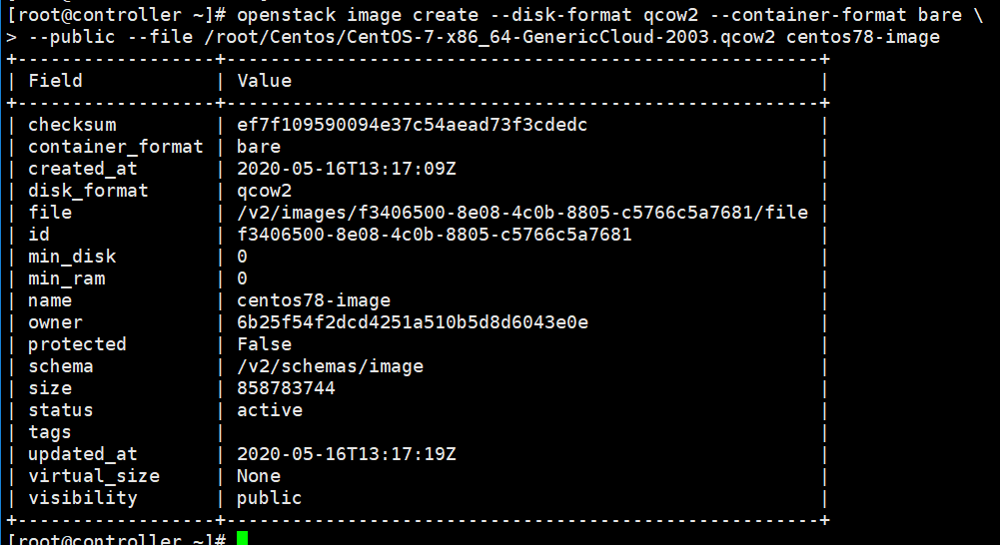 [root@controller ~]# openstack image create --disk-format qcow2 --container-format bare \
> --public --file /root/Centos/CentOS-7-x86_64-GenericCloud-2003.qcow2 centos78-image
+------------------+------------------------------------------------------+
| Field            | Value                                                |
+------------------+------------------------------------------------------+
| checksum         | ef7f109590094e37c54aead73f3cdedc                     |
| container_format | bare                                                 |
| created_at       | 2020-05-16T13:17:09Z                                 |
| disk_format      | qcow2                                                |
| file             | /v2/images/f3406500-8e08-4c0b-8805-c5766c5a7681/file |
| id               | f3406500-8e08-4c0b-8805-c5766c5a7681                 |
| min_disk         | 0                                                    |
| min_ram          | 0                                                    |
| name             | centos78-image                                       |
| owner            | 6b25f54f2dcd4251a510b5d8d6043e0e                     |
| protected        | False                                                |
| schema           | /v2/schemas/image                                    |
| size             | 858783744                                            |
| status           | active                                               |
| tags             |                                                      |
| updated_at       | 2020-05-16T13:17:19Z                                 |
| virtual_size     | None                                                 |
| visibility       | public                                               |
+------------------+------------------------------------------------------+
[root@controller ~]#